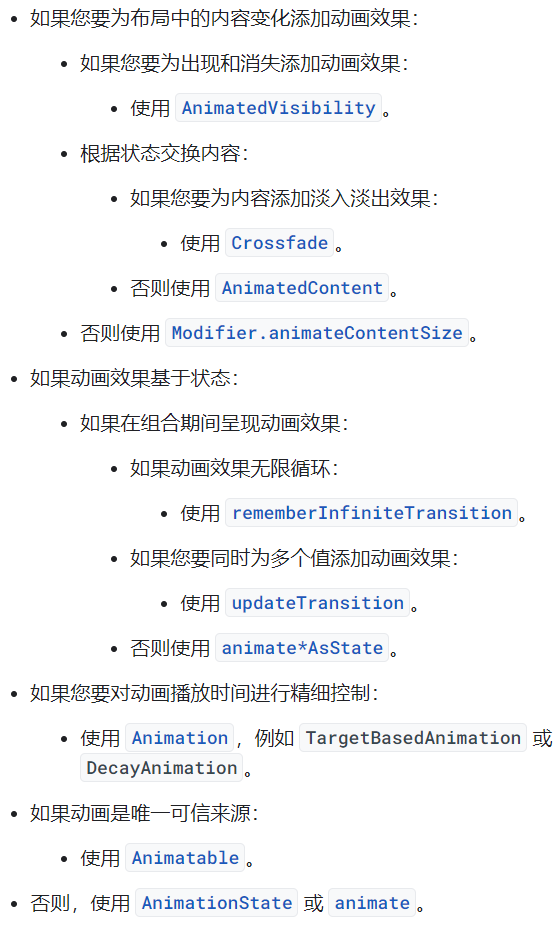 如果您要为布局中的内容变化添加动画效果：
如果您要为出现和消失添加动画效果：
使用 AnimatedVisibility。
根据状态交换内容：
如果您要为内容添加淡入淡出效果：
使用 Crossfade。
否则使用 AnimatedContent。
否则使用 Modifier.animateContentSize。
如果动画效果基于状态：
如果在组合期间呈现动画效果：
如果动画效果无限循环：
使用 rememberInfiniteTransition。
如果您要同时为多个值添加动画效果：
使用 updateTransition。
否则使用 animate*AsState。
如果您要对动画播放时间进行精细控制：
使用 Animation，例如 TargetBasedAnimation 或
DecayAnimation。
如果动画是唯一可信来源：
使用 Animatable。
否则，使用 AnimationState 或 animate。